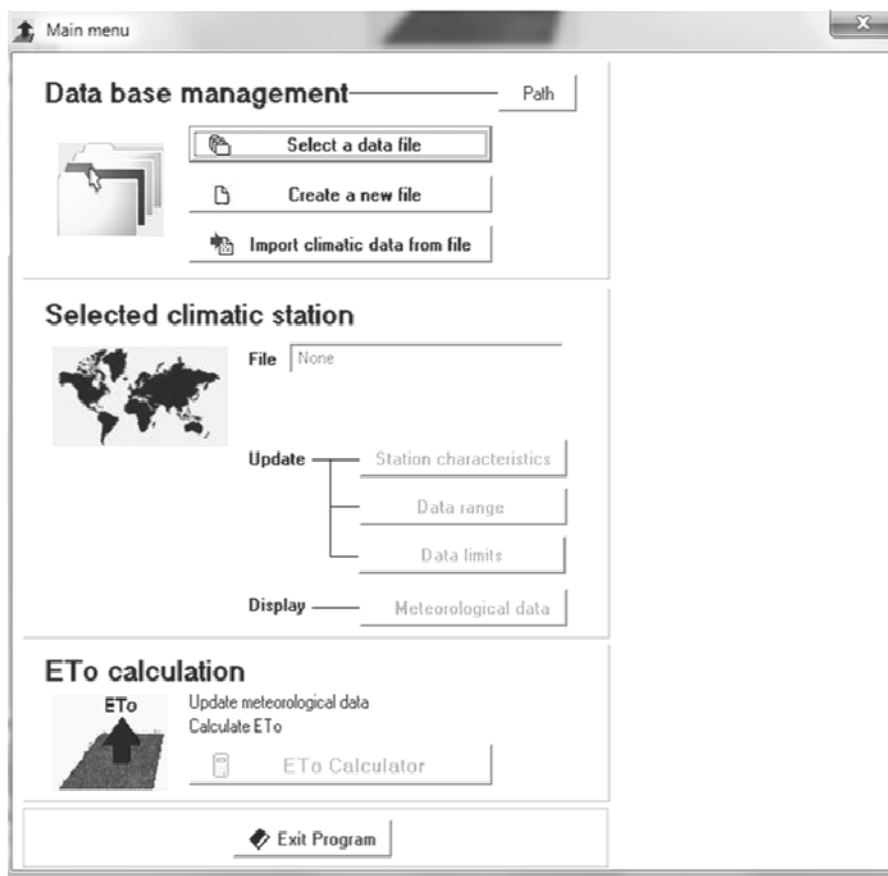 Main menu
Data base management
Path
Select a data file
Create a new file
Import climatic data from file
Selected climatic station
File None
Update Station characteristics
Data range
Data limits
Display Meteorological data
ETo calculation
ETo
Update meteorological data
Calculate ETo
ETo Calculator
Exit Program